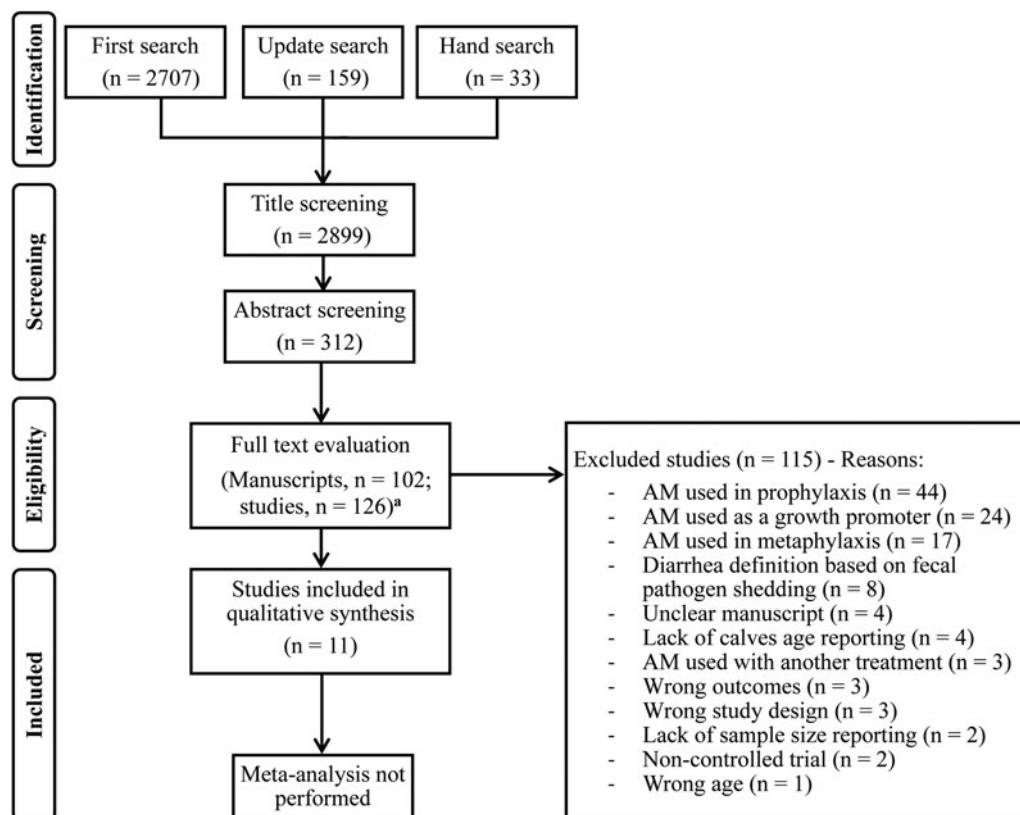 Identification
First search
(n = 2707)
Update search
(n = 159)
Hand search
(n = 33)
Screening
Title screening
(n = 2899)
Abstract screening
(n = 312)
Eligibility
Full text evaluation
(Manuscripts, n = 102;
studies, n = 126)ᵃ
Excluded studies (n = 115) - Reasons:
- AM used in prophylaxis (n = 44)
- AM used as a growth promoter (n = 24)
- AM used in metaphylaxis (n = 17)
- Diarrhea definition based on fecal
pathogen shedding (n = 8)
- Unclear manuscript (n = 4)
- Lack of calves age reporting (n = 4)
- AM used with another treatment (n = 3)
- Wrong outcomes (n = 3)
- Wrong study design (n = 3)
- Lack of sample size reporting (n = 2)
- Non-controlled trial (n = 2)
- Wrong age (n = 1)
Included
Studies included in
qualitative synthesis
(n = 11)
Meta-analysis not
performed